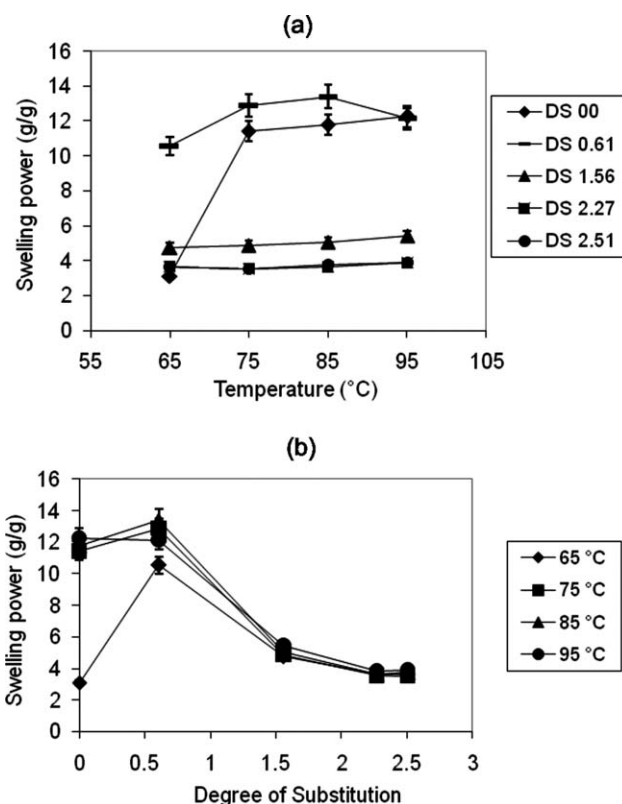 (a)
Swelling power (g/g)
16
14
12
10
8
6
4
2
0
55 65 75 85 95 105
Temperature (°C)
DS 00
DS 0.61
DS 1.56
DS 2.27
DS 2.51
(b)
Swelling power (g/g)
16
14
12
10
8
6
4
2
0
0 0.5 1 1.5 2 2.5 3
Degree of Substitution
65 °C
75 °C
85 °C
95 °C